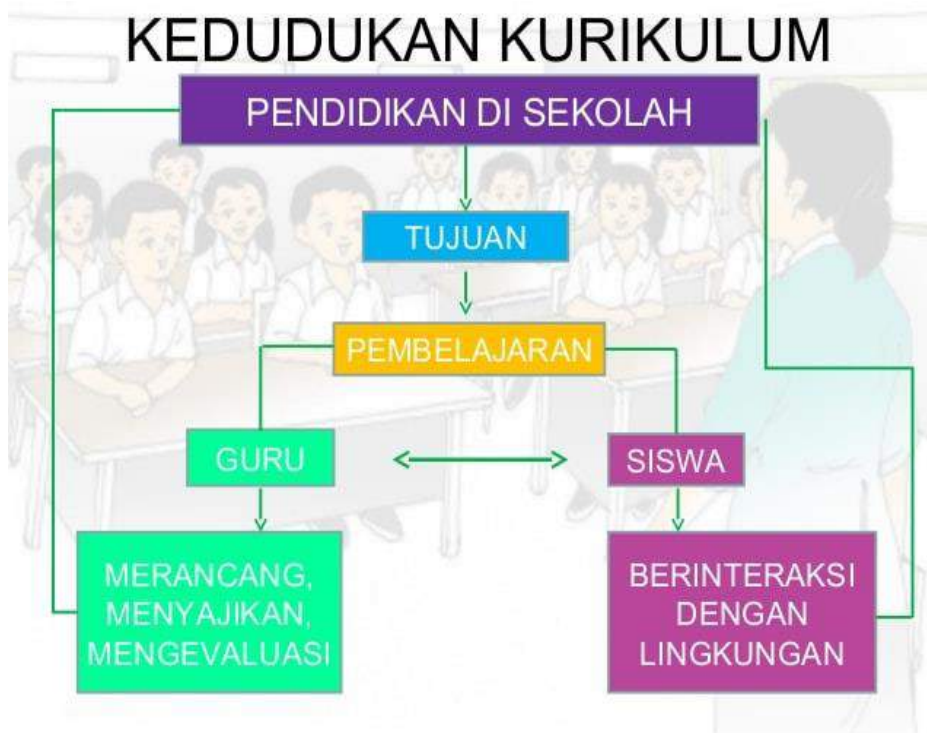 KEDUDUKAN KURIKULUM
PENDIDIKAN DI SEKOLAH
TUJUAN
PEMBELAJARAN
GURU
SISWA
MERANCANG,
MENYAJIKAN,
MENGEVALUASI
BERINTERAKSI
DENGAN
LINGKUNGAN